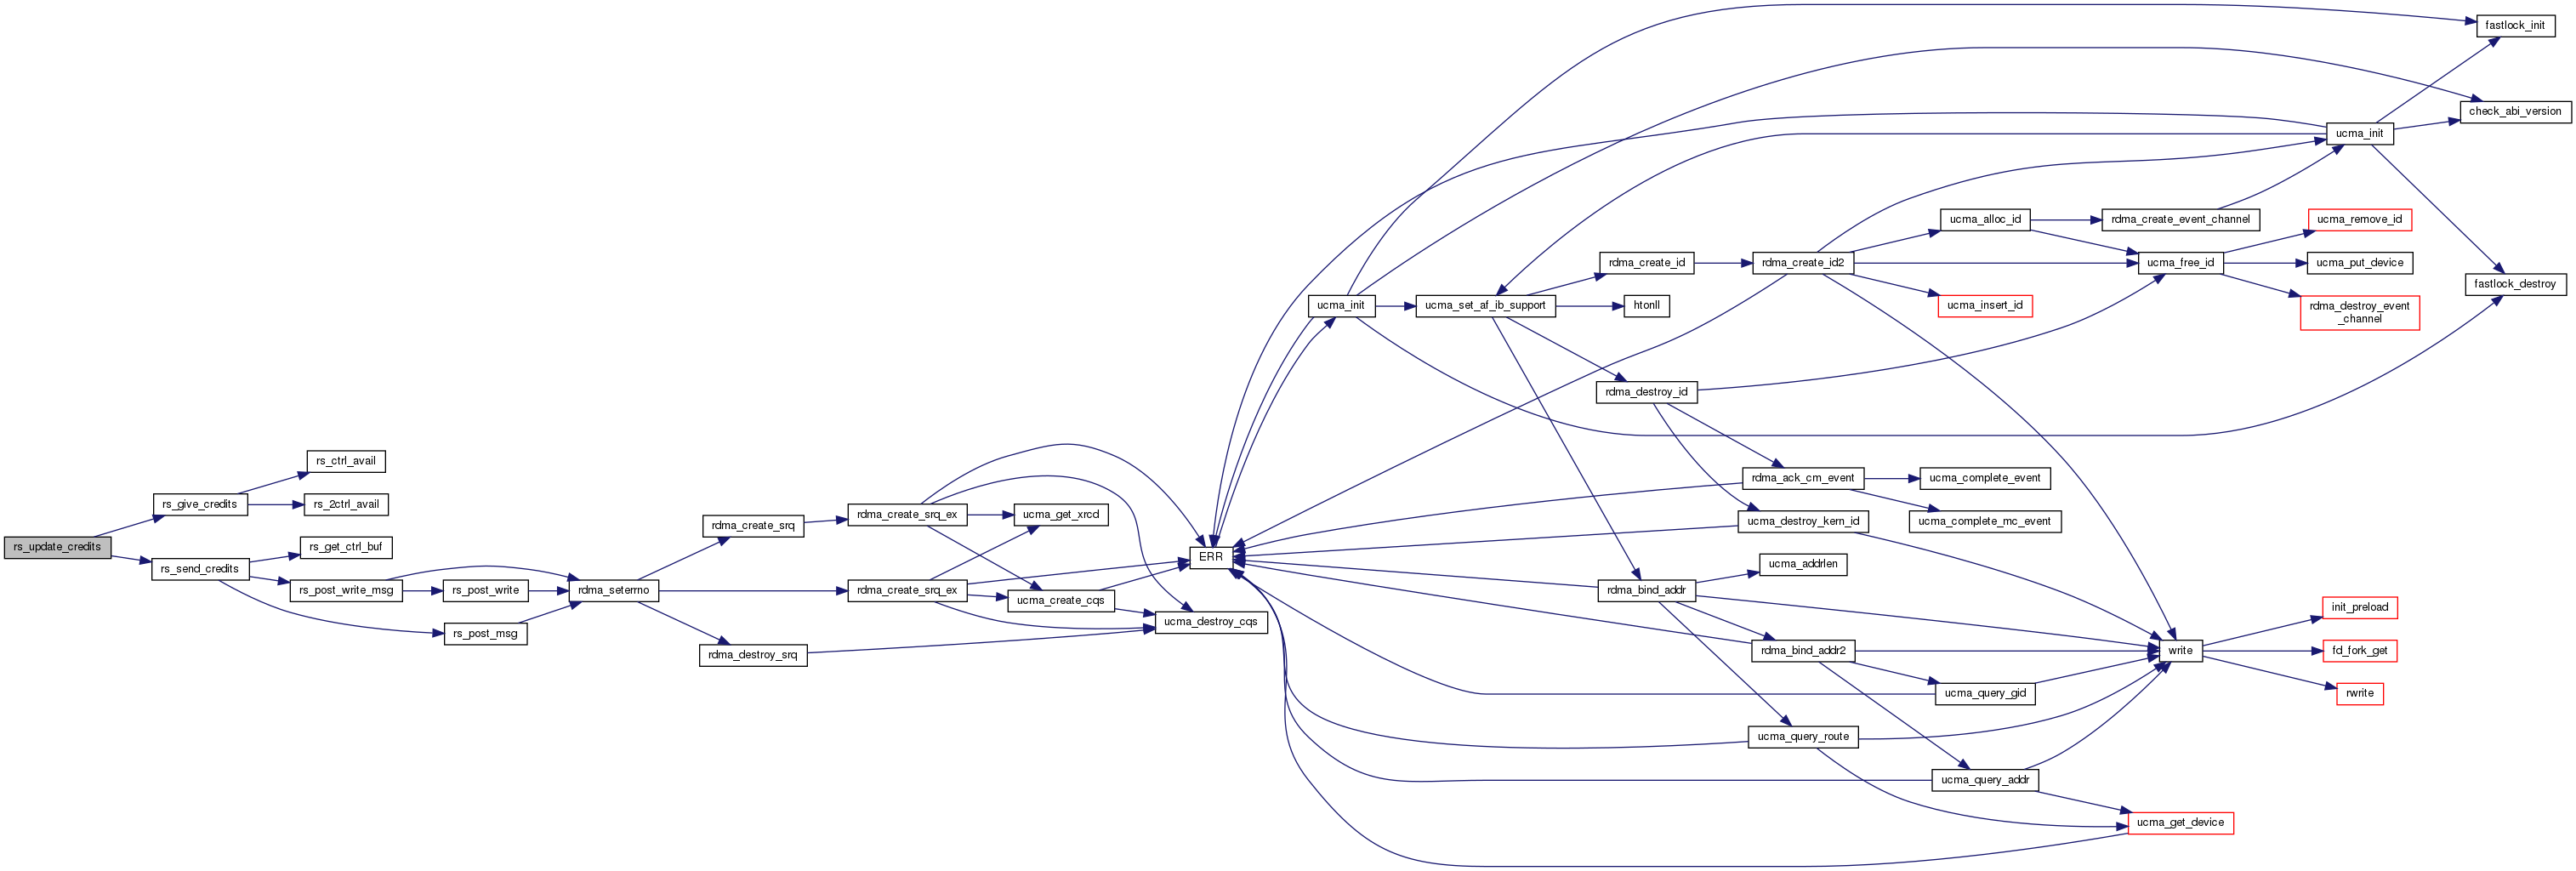 rs_update_credits
rs_give_credits
rs_ctrl_avail
rs_2ctrl_avail
rs_send_credits
rs_get_ctrl_buf
rs_post_write_msg
rs_post_write
rs_post_msg
rdma_seterrno
rdma_create_srq
rdma_create_srq_ex
rdma_create_srq_ex
rdma_destroy_srq
ucma_get_xrcd
ucma_create_cqs
ucma_destroy_cqs
ERR
ucma_init
ucma_set_af_ib_support
rdma_create_id
htonll
rdma_destroy_id
rdma_bind_addr
rdma_create_id2
rdma_ack_cm_event
ucma_destroy_kern_id
ucma_addrlen
rdma_bind_addr2
ucma_query_route
ucma_alloc_id
ucma_insert_id
ucma_complete_event
ucma_complete_mc_event
ucma_query_gid
ucma_query_addr
rdma_create_event_channel
ucma_free_id
write
ucma_get_device
ucma_init
ucma_remove_id
ucma_put_device
rdma_destroy_event
_channel
init_preload
fd_fork_get
rwrite
fastlock_init
check_abi_version
fastlock_destroy